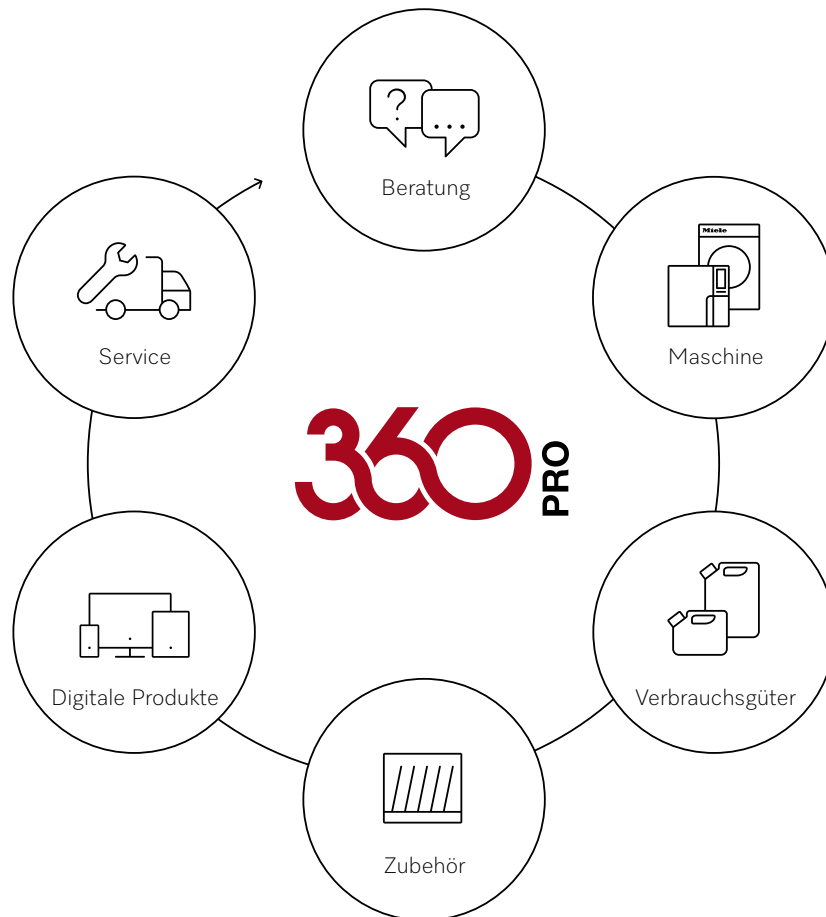 ?
...
Beratung
Miele
Maschine
Service
360 PRO
Digitale Produkte
Verbrauchsgüter
Zubehör